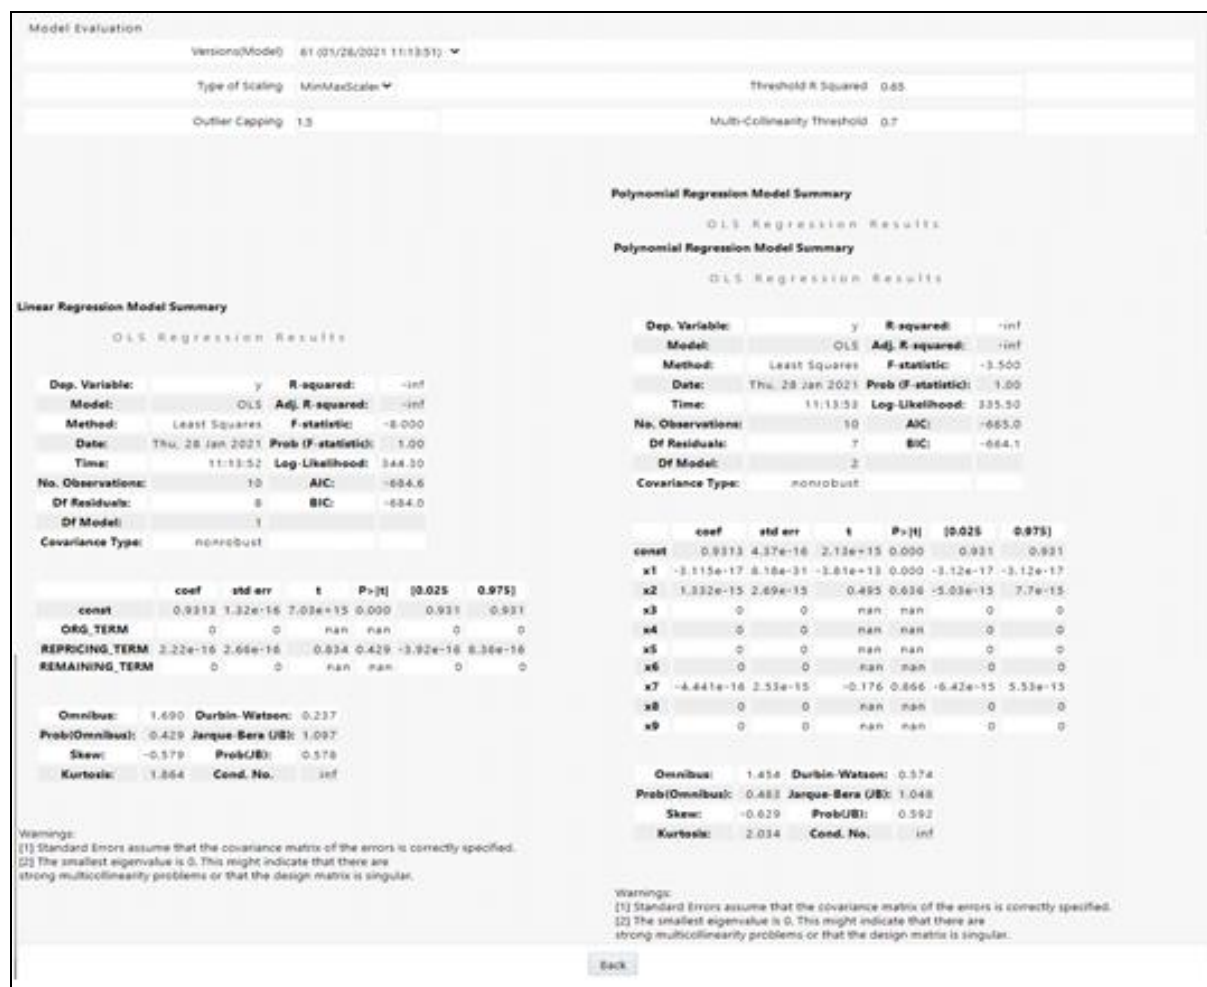 Model Evaluation
Versions(Model) 61 (01/28/2021 11:13:51)
Type of Scaling MinMaxScaler Threshold R Squared 0.65
Outlier Capping 1.5 Multi-Collinearity Threshold 0.7
Linear Regression Model Summary
OLS Regression Results
Dep. Variable: y R-squared: -inf
Model: OLS Adj. R-squared: -inf
Method: Least Squares F-statistic: -8.000
Date: Thu, 28 Jan 2021 Prob (F-statistic): 1.00
Time: 11:13:52 Log-Likelihood: 344.30
No. Observations: 10 AIC: -684.6
Df Residuals: 8 BIC: -684.0
Df Model: 1
Covariance Type: nonrobust
coef std err t P>|t| [0.025 0.975]
const 0.9313 1.32e-16 7.03e+15 0.000 0.931 0.931
ORG_TERM 0 0 nan nan 0 0
REPRICING_TERM 2.22e-16 2.66e-16 0.834 0.429 -3.92e-16 8.36e-16
REMAINING_TERM 0 0 nan nan 0 0
Omnibus: 1.690 Durbin-Watson: 0.237
Prob(Omnibus): 0.429 Jarque-Bera (JB): 1.097
Skew: -0.579 Prob(JB): 0.578
Kurtosis: 1.864 Cond. No. inf
Warnings:
[1] Standard Errors assume that the covariance matrix of the errors is correctly specified.
[2] The smallest eigenvalue is 0. This might indicate that there are
strong multicollinearity problems or that the design matrix is singular.
Polynomial Regression Model Summary
OLS Regression Results
Polynomial Regression Model Summary
OLS Regression Results
Dep. Variable: y R-squared: -inf
Model: OLS Adj. R-squared: -inf
Method: Least Squares F-statistic: -3.500
Date: Thu, 28 Jan 2021 Prob (F-statistic): 1.00
Time: 11:13:53 Log-Likelihood: 335.50
No. Observations: 10 AIC: -665.0
Df Residuals: 7 BIC: -664.1
Df Model: 2
Covariance Type: nonrobust
coef std err t P>|t| [0.025 0.975]
const 0.9313 4.37e-16 2.13e+15 0.000 0.931 0.931
x1 -3.115e-17 8.18e-31 -3.81e+13 0.000 -3.12e-17 -3.12e-17
x2 1.332e-15 2.69e-15 0.495 0.636 -5.03e-15 7.7e-15
x3 0 0 nan nan 0 0
x4 0 0 nan nan 0 0
x5 0 0 nan nan 0 0
x6 0 0 nan nan 0 0
x7 -4.441e-16 2.53e-15 -0.176 0.866 -6.42e-15 5.53e-15
x8 0 0 nan nan 0 0
x9 0 0 nan nan 0 0
Omnibus: 1.454 Durbin-Watson: 0.574
Prob(Omnibus): 0.483 Jarque-Bera (JB): 1.048
Skew: -0.629 Prob(JB): 0.592
Kurtosis: 2.034 Cond. No. inf
Warnings:
[1] Standard Errors assume that the covariance matrix of the errors is correctly specified.
[2] The smallest eigenvalue is 0. This might indicate that there are
strong multicollinearity problems or that the design matrix is singular.
Back